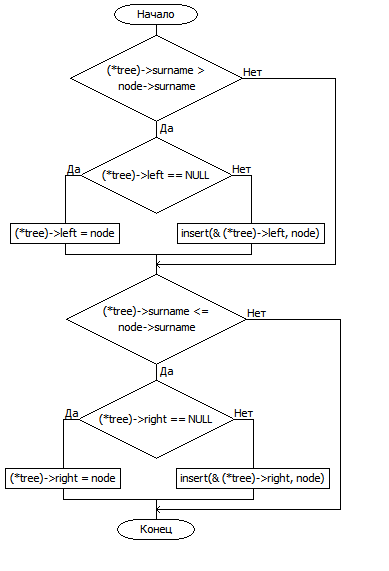 Начало
(*tree)->surname >
node->surname
Нет
Да
Да
(*tree)->left == NULL
Нет
(*tree)->left = node
insert(& (*tree)->left, node)
(*tree)->surname <=
node->surname
Нет
Да
Да
(*tree)->right == NULL
Нет
(*tree)->right = node
insert(& (*tree)->right, node)
Конец